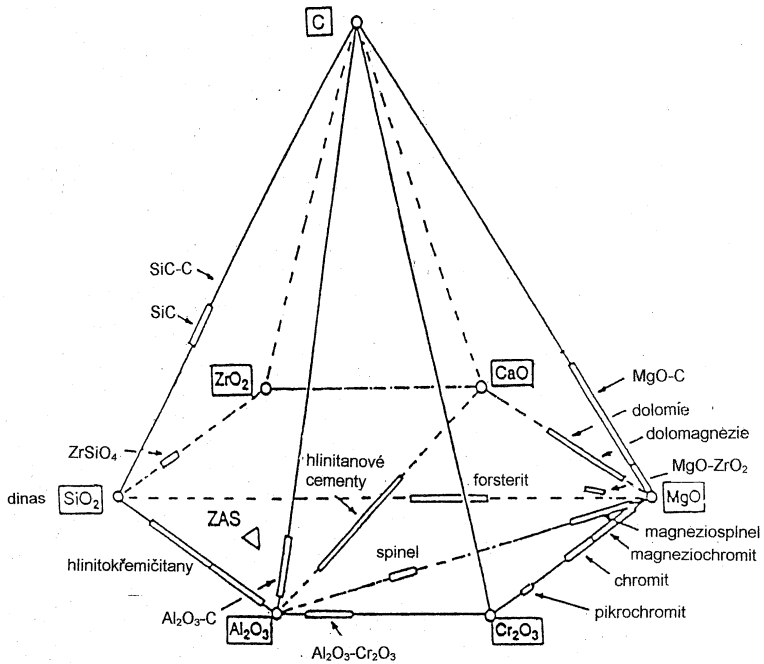 C
SiC-C
SiC
ZrO₂
CaO
MgO-C
dolomie
dolomagnézie
ZrSiO₄
hlinitanové
cementy
forsterit
MgO-ZrO₂
dinas
SiO₂
MgO
ZAS
magneziospinel
hlinitokřemičitany
spinel
magneziochromit
chromit
pikrochromit
Al₂O₃-C
Al₂O₃
Cr₂O₃
Al₂O₃-Cr₂O₃